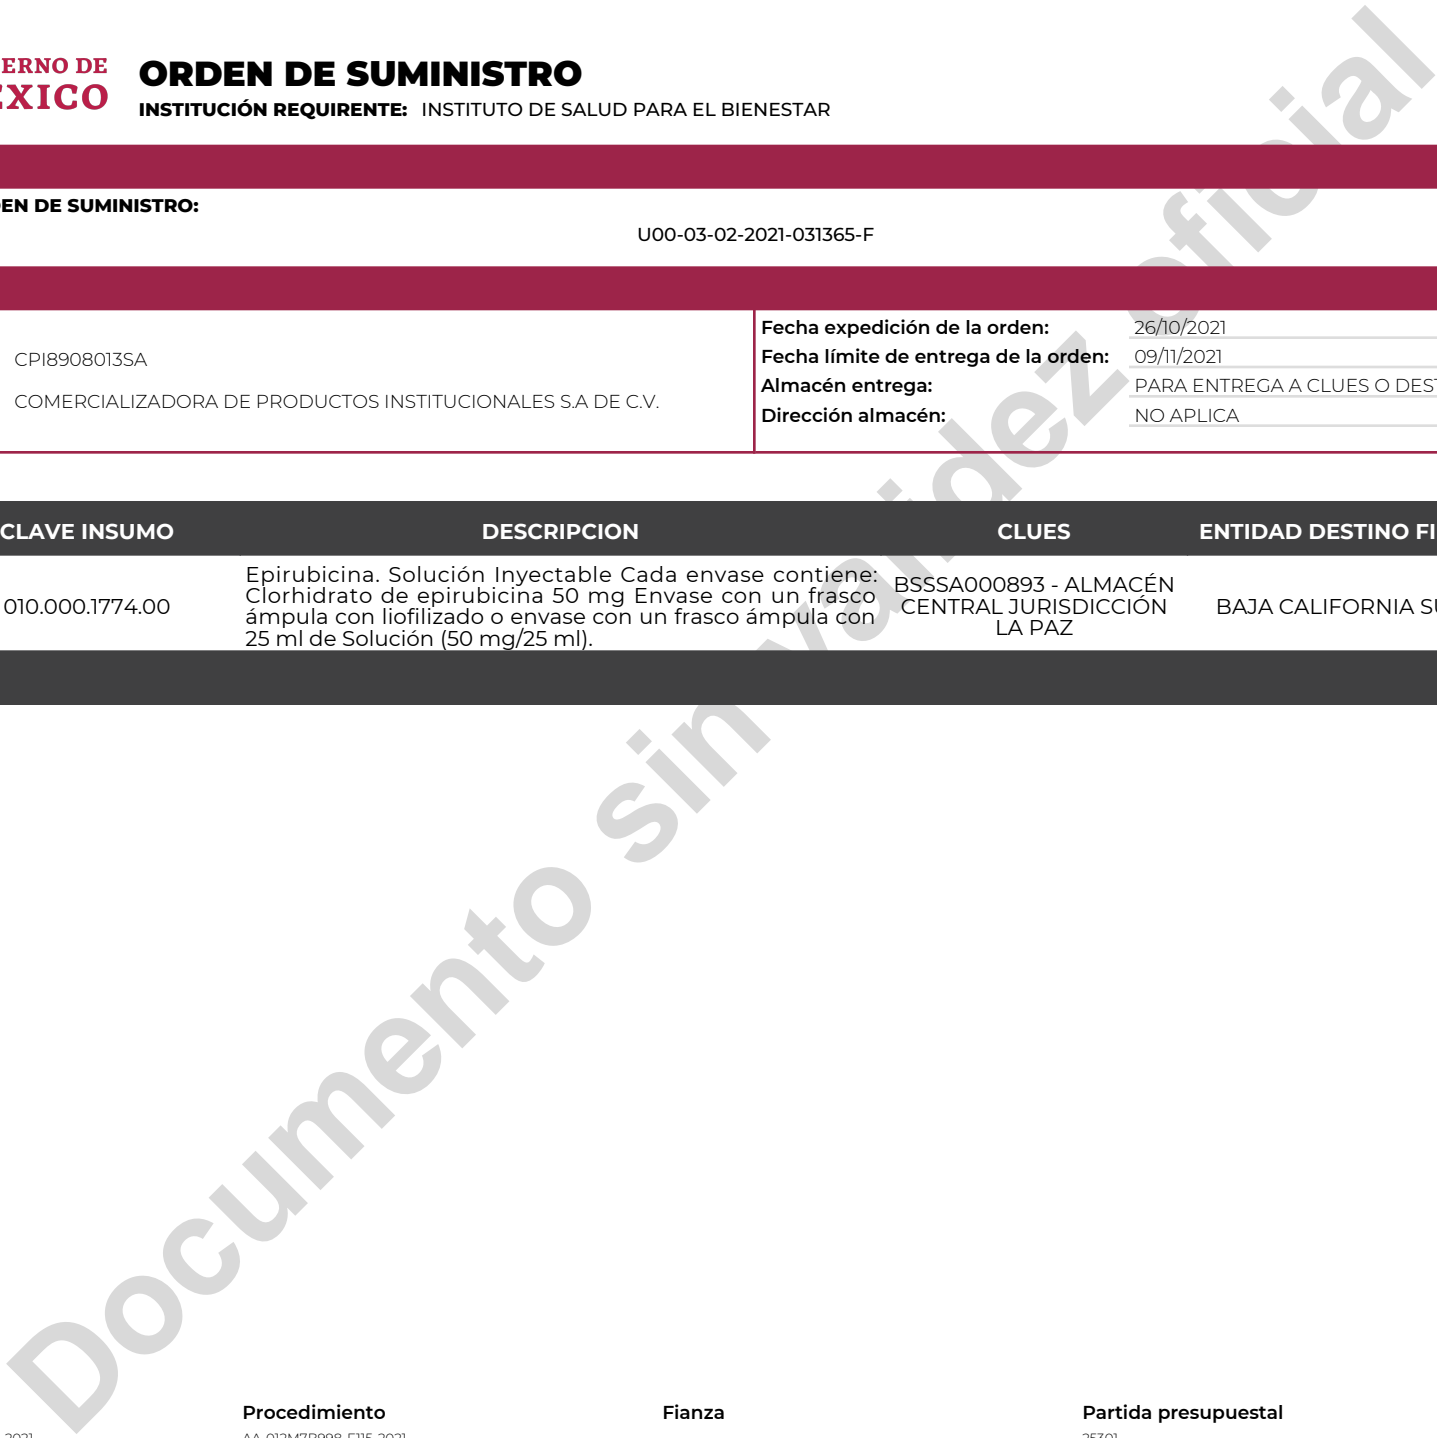 ERNO DE
ORDEN DE SUMINISTRO
EXICO
INSTITUCIÓN REQUIRENTE: INSTITUTO DE SALUD PARA EL BIENESTAR
EN DE SUMINISTRO:
U00-03-02-2021-031365-F
CPI8908013SA
COMERCIALIZADORA DE PRODUCTOS INSTITUCIONALES S.A DE C.V.
Fecha expedición de la orden: 26/10/2021
Fecha límite de entrega de la orden: 09/11/2021
Almacén entrega: PARA ENTREGA A CLUES O DEST
Dirección almacén: NO APLICA
CLAVE INSUMO DESCRIPCION CLUES ENTIDAD DESTINO FI
010.000.1774.00
Epirubicina. Solución Inyectable Cada envase contiene:
Clorhidrato de epirubicina 50 mg Envase con un frasco
ámpula con liofilizado o envase con un frasco ámpula con
25 ml de Solución (50 mg/25 ml).
BSSSA000893 - ALMACÉN
CENTRAL JURISDICCIÓN
LA PAZ
BAJA CALIFORNIA SU
Documento sin validez oficial
Procedimiento Fianza Partida presupuestal